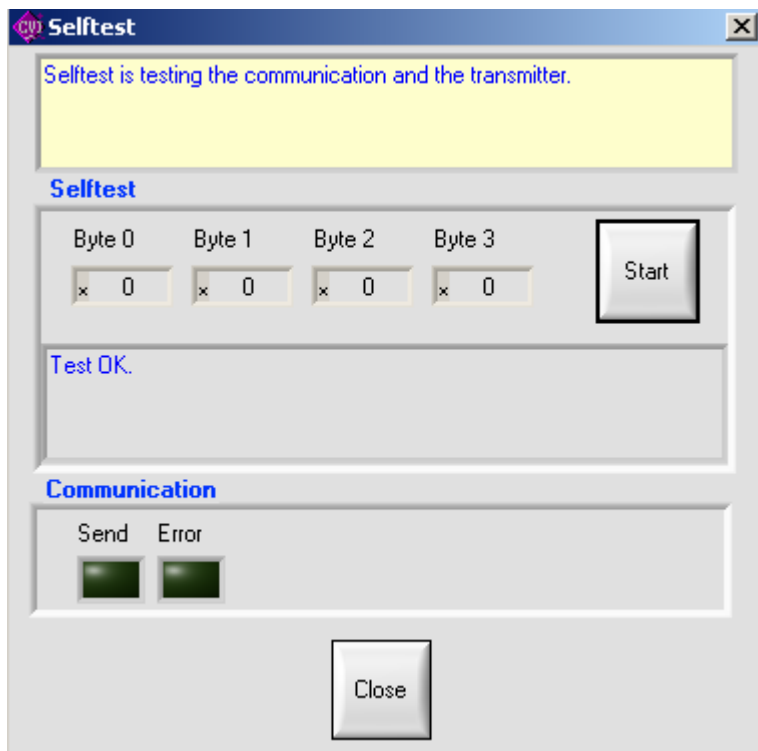 CVI Selftest
Selftest is testing the communication and the transmitter.
Selftest
Byte 0 Byte 1 Byte 2 Byte 3
x 0 x 0 x 0 x 0
Start
Test OK.
Communication
Send Error
Close